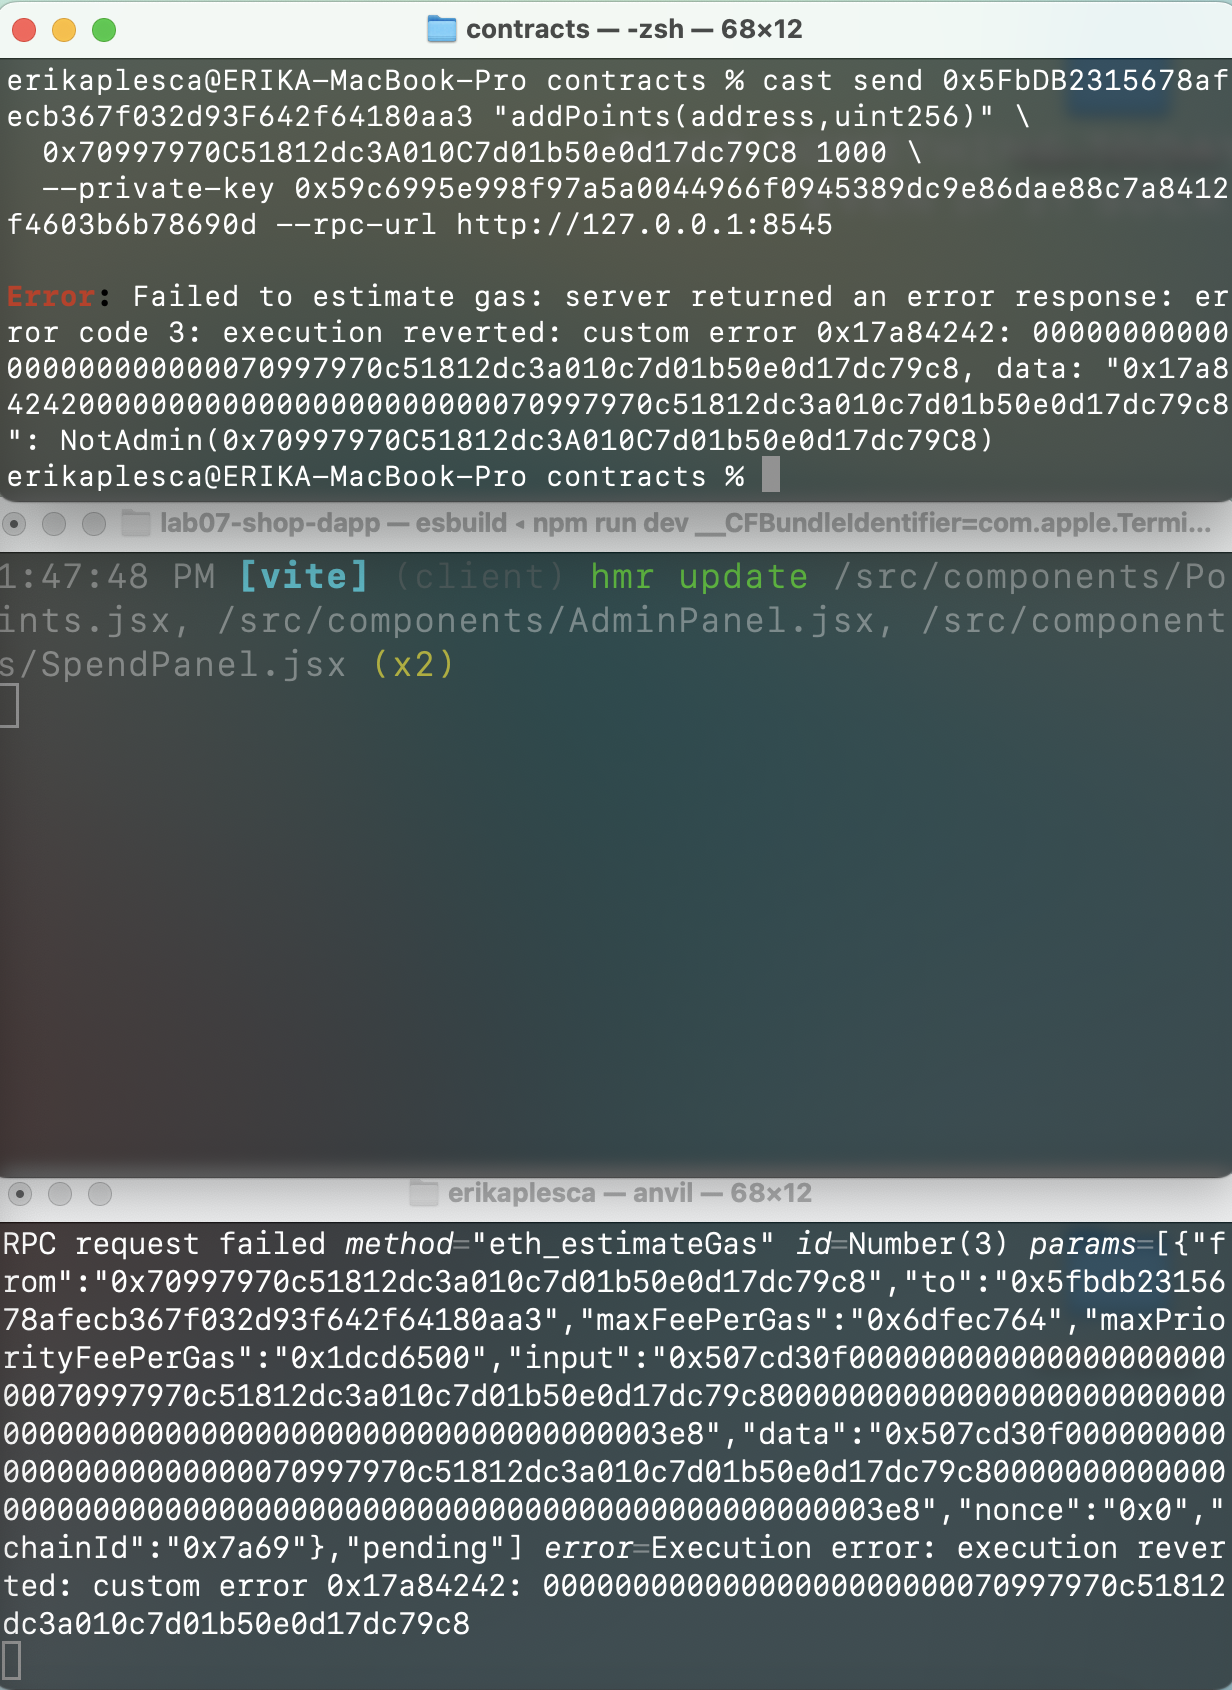 contracts — -zsh — 68×12
erikaplesca@ERIKA-MacBook-Pro contracts % cast send 0x5FbDB2315678af
ecb367f032d93F642f64180aa3 "addPoints(address,uint256)" \
  0x70997970C51812dc3A010C7d01b50e0d17dc79C8 1000 \
  --private-key 0x59c6995e998f97a5a0044966f0945389dc9e86dae88c7a8412
f4603b6b78690d --rpc-url http://127.0.0.1:8545
Error: Failed to estimate gas: server returned an error response: er
ror code 3: execution reverted: custom error 0x17a84242: 00000000000
000000000000070997970c51812dc3a010c7d01b50e0d17dc79c8, data: "0x17a8
424200000000000000000000000070997970c51812dc3a010c7d01b50e0d17dc79c8
": NotAdmin(0x70997970C51812dc3A010C7d01b50e0d17dc79C8)
erikaplesca@ERIKA-MacBook-Pro contracts %
lab07-shop-dapp — esbuild ◂ npm run dev __CFBundleIdentifier=com.apple.Termi...
1:47:48 PM [vite] (client) hmr update /src/components/Po
ints.jsx, /src/components/AdminPanel.jsx, /src/component
s/SpendPanel.jsx (x2)
erikaplesca — anvil — 68×12
RPC request failed method="eth_estimateGas" id=Number(3) params=[{"f
rom":"0x70997970c51812dc3a010c7d01b50e0d17dc79c8","to":"0x5fbdb23156
78afecb367f032d93f642f64180aa3","maxFeePerGas":"0x6dfec764","maxPrio
rityFeePerGas":"0x1dcd6500","input":"0x507cd30f000000000000000000000
00070997970c51812dc3a010c7d01b50e0d17dc79c80000000000000000000000000
000000000000000000000000000000000003e8","data":"0x507cd30f000000000
00000000000000070997970c51812dc3a010c7d01b50e0d17dc79c80000000000000
000000000000000000000000000000000000000000000003e8","nonce":"0x0","
chainId":"0x7a69"},"pending"] error=Execution error: execution rever
ted: custom error 0x17a84242: 00000000000000000000000070997970c51812
dc3a010c7d01b50e0d17dc79c8